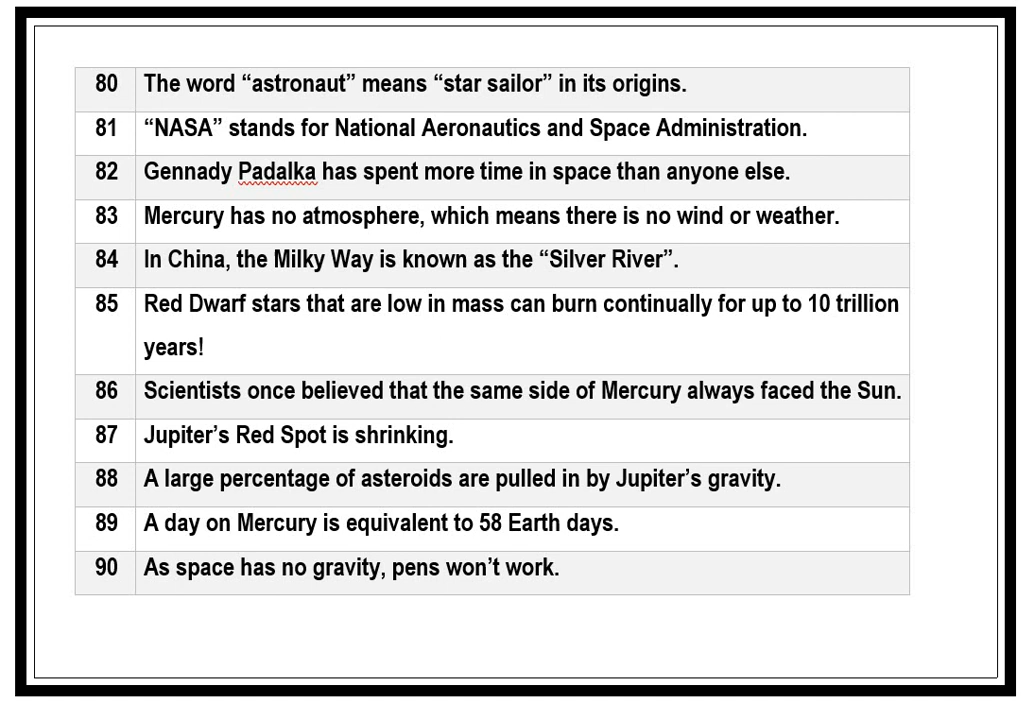 80 The word “astronaut” means “star sailor” in its origins.
81 “NASA” stands for National Aeronautics and Space Administration.
82 Gennady Padalka has spent more time in space than anyone else.
83 Mercury has no atmosphere, which means there is no wind or weather.
84 In China, the Milky Way is known as the “Silver River”.
85 Red Dwarf stars that are low in mass can burn continually for up to 10 trillion
years!
86 Scientists once believed that the same side of Mercury always faced the Sun.
87 Jupiter’s Red Spot is shrinking.
88 A large percentage of asteroids are pulled in by Jupiter’s gravity.
89 A day on Mercury is equivalent to 58 Earth days.
90 As space has no gravity, pens won’t work.